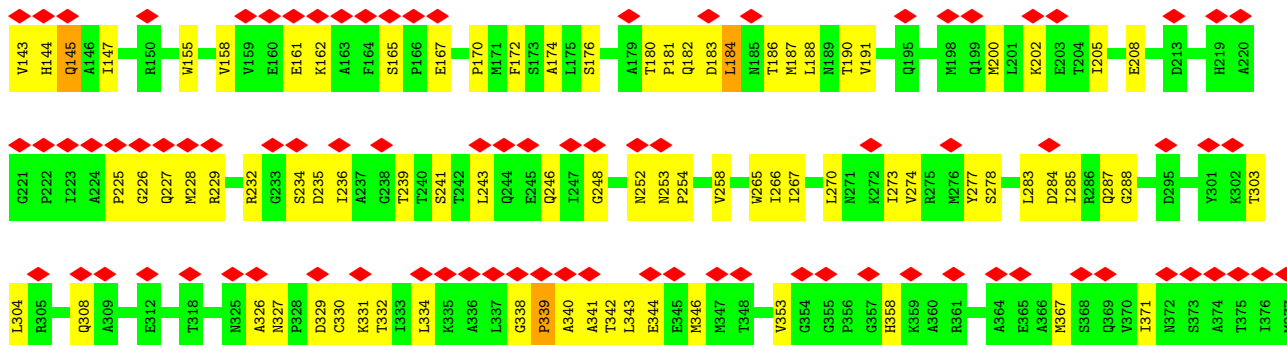 V143 H144 Q145 A146 I147 R150 W155 V158 V159 E160 E161 K162 A163 F164 S165 P166 E167 P170 M171 F172 S173 A174 L175 S176 A179 T180 P181 Q182 D183 L184 N185 T186 M187 L188 N189 T190 V191 Q195 M198 Q199 M200 L201 K202 E203 T204 I205 E208 D213 H219 A220
G221 P222 I223 A224 P225 G226 Q227 M228 R229 R232 G233 S234 D235 I236 A237 G238 T239 T240 S241 T242 L243 Q244 E245 Q246 I247 G248 N252 N253 P254 V258 W265 I266 I267 L270 N271 K272 I273 V274 R275 M276 Y277 S278 L283 D284 I285 R286 Q287 G288 D295 Y301 K302 T303
L304 R305 Q308 A309 E312 T318 N325 A326 N327 P328 D329 C330 K331 T332 I333 L334 K335 A336 L337 G338 P339 A340 A341 T342 L343 E344 E345 M346 M347 T348 V353 G354 G355 P356 G357 H358 K359 A360 R361 A364 E365 A366 M367 S368 Q369 V370 I371 N372 S373 A374 T375 I376